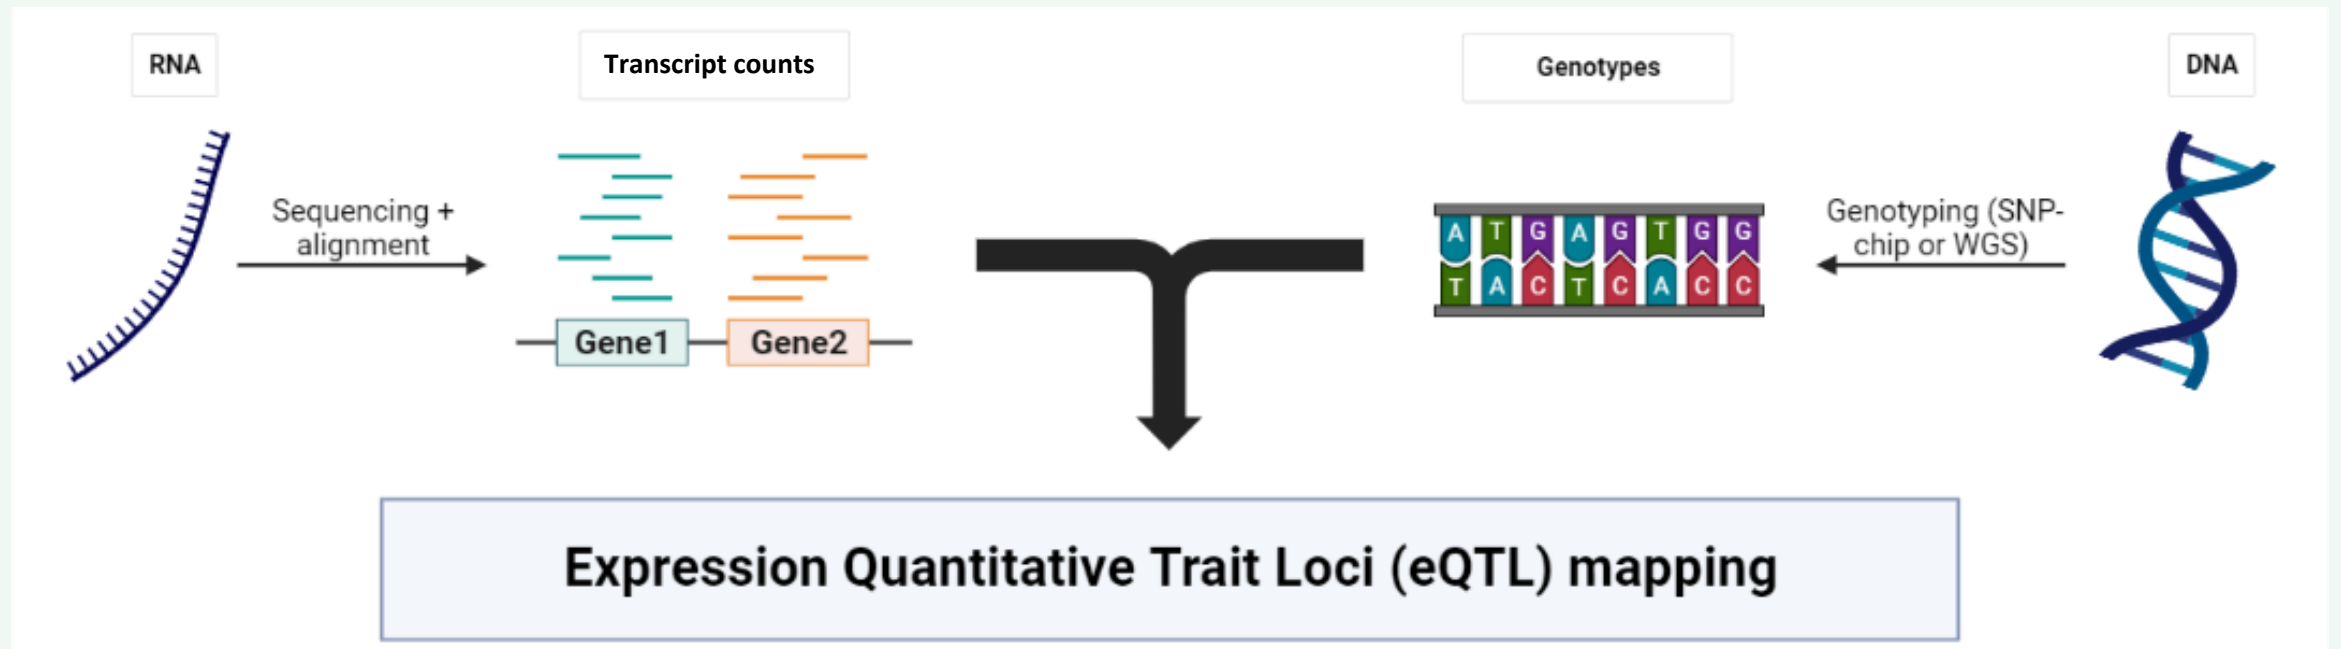 RNA
Transcript counts
Genotypes
DNA
Sequencing +
alignment
Genotyping (SNP-
chip or WGS)
A T G A G T G G
T A C T C A C C
Gene1
Gene2
Expression Quantitative Trait Loci (eQTL) mapping